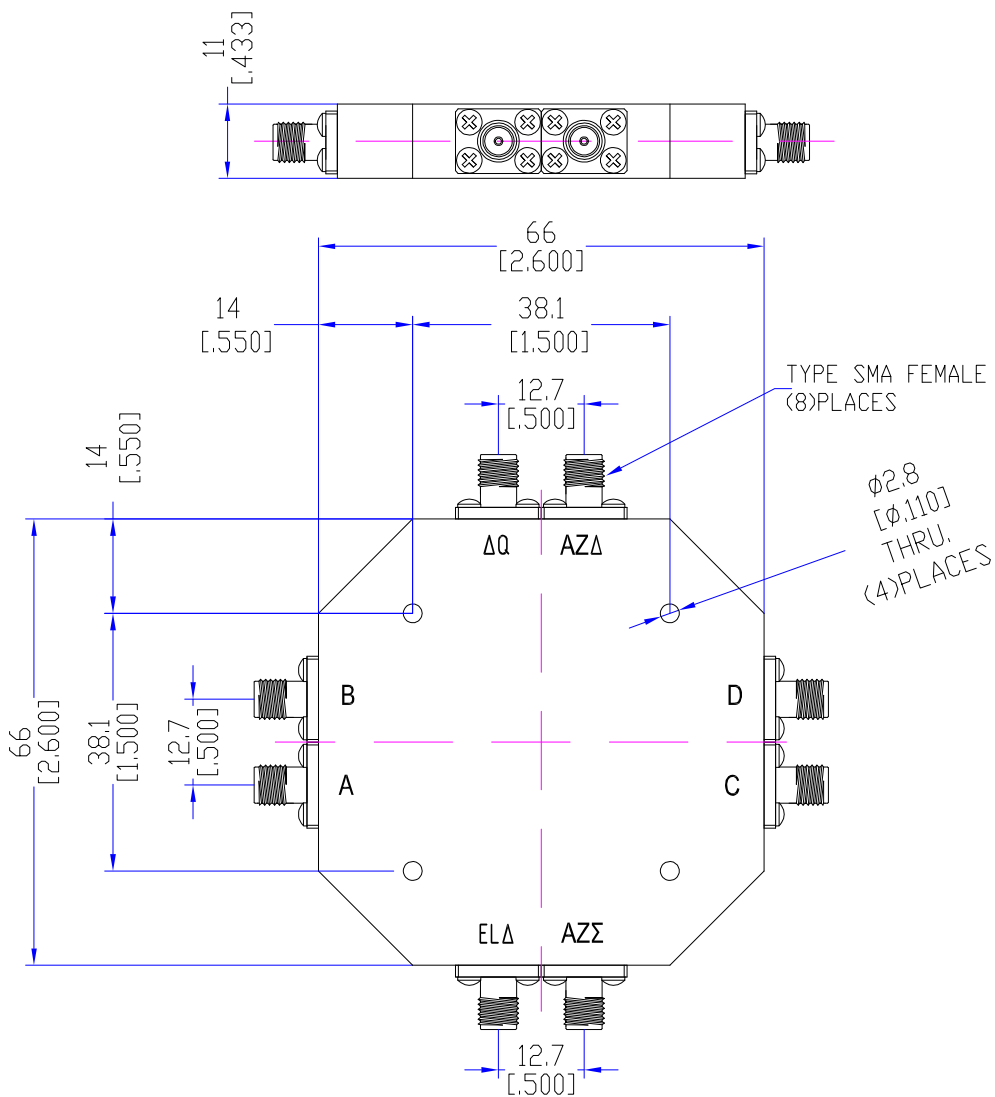 11
[.433]
66
[2.600]
14
[.550]
38.1
[1.500]
12.7
[.500]
TYPE SMA FEMALE
(8)PLACES
14
[.550]
Ø2.8
[Ø.110]
THRU.
(4)PLACES
ΔQ
AZΔ
66
[2.600]
38.1
[1.500]
12.7
[.500]
B
D
A
C
ELΔ
AZΣ
12.7
[.500]